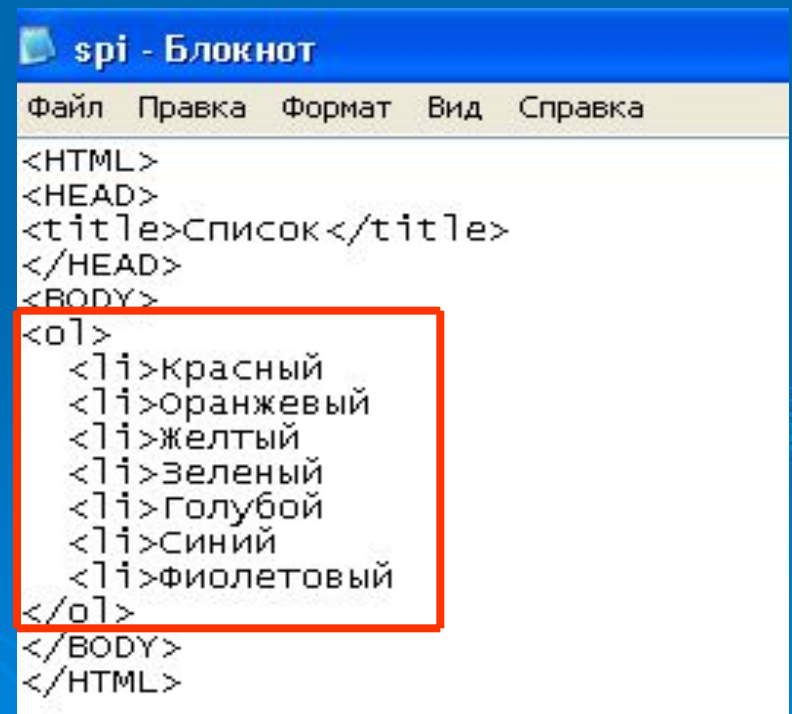 spi - Блокнот
Файл Правка Формат Вид Справка
<HTML>
<HEAD>
<title>Список</title>
</HEAD>
<BODY>
<ol>
<li>Красный
<li>Оранжевый
<li>Желтый
<li>Зеленый
<li>Голубой
<li>Синий
<li>Фиолетовый
</ol>
</BODY>
</HTML>